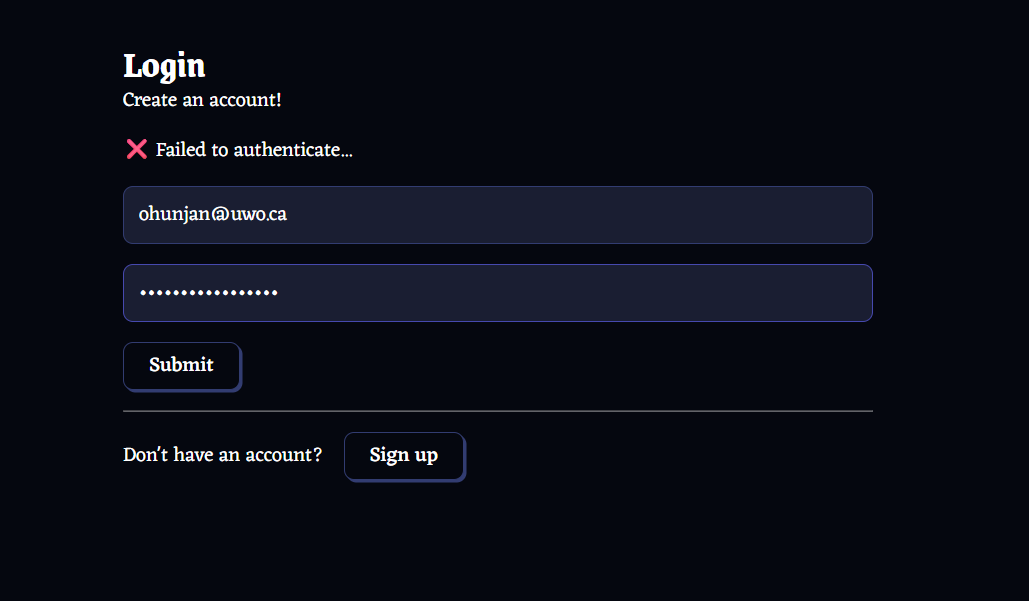 Login
Create an account!
❌ Failed to authenticate...
ohunjan@uwo.ca
•••••••••••••••••
Submit
Don't have an account? Sign up